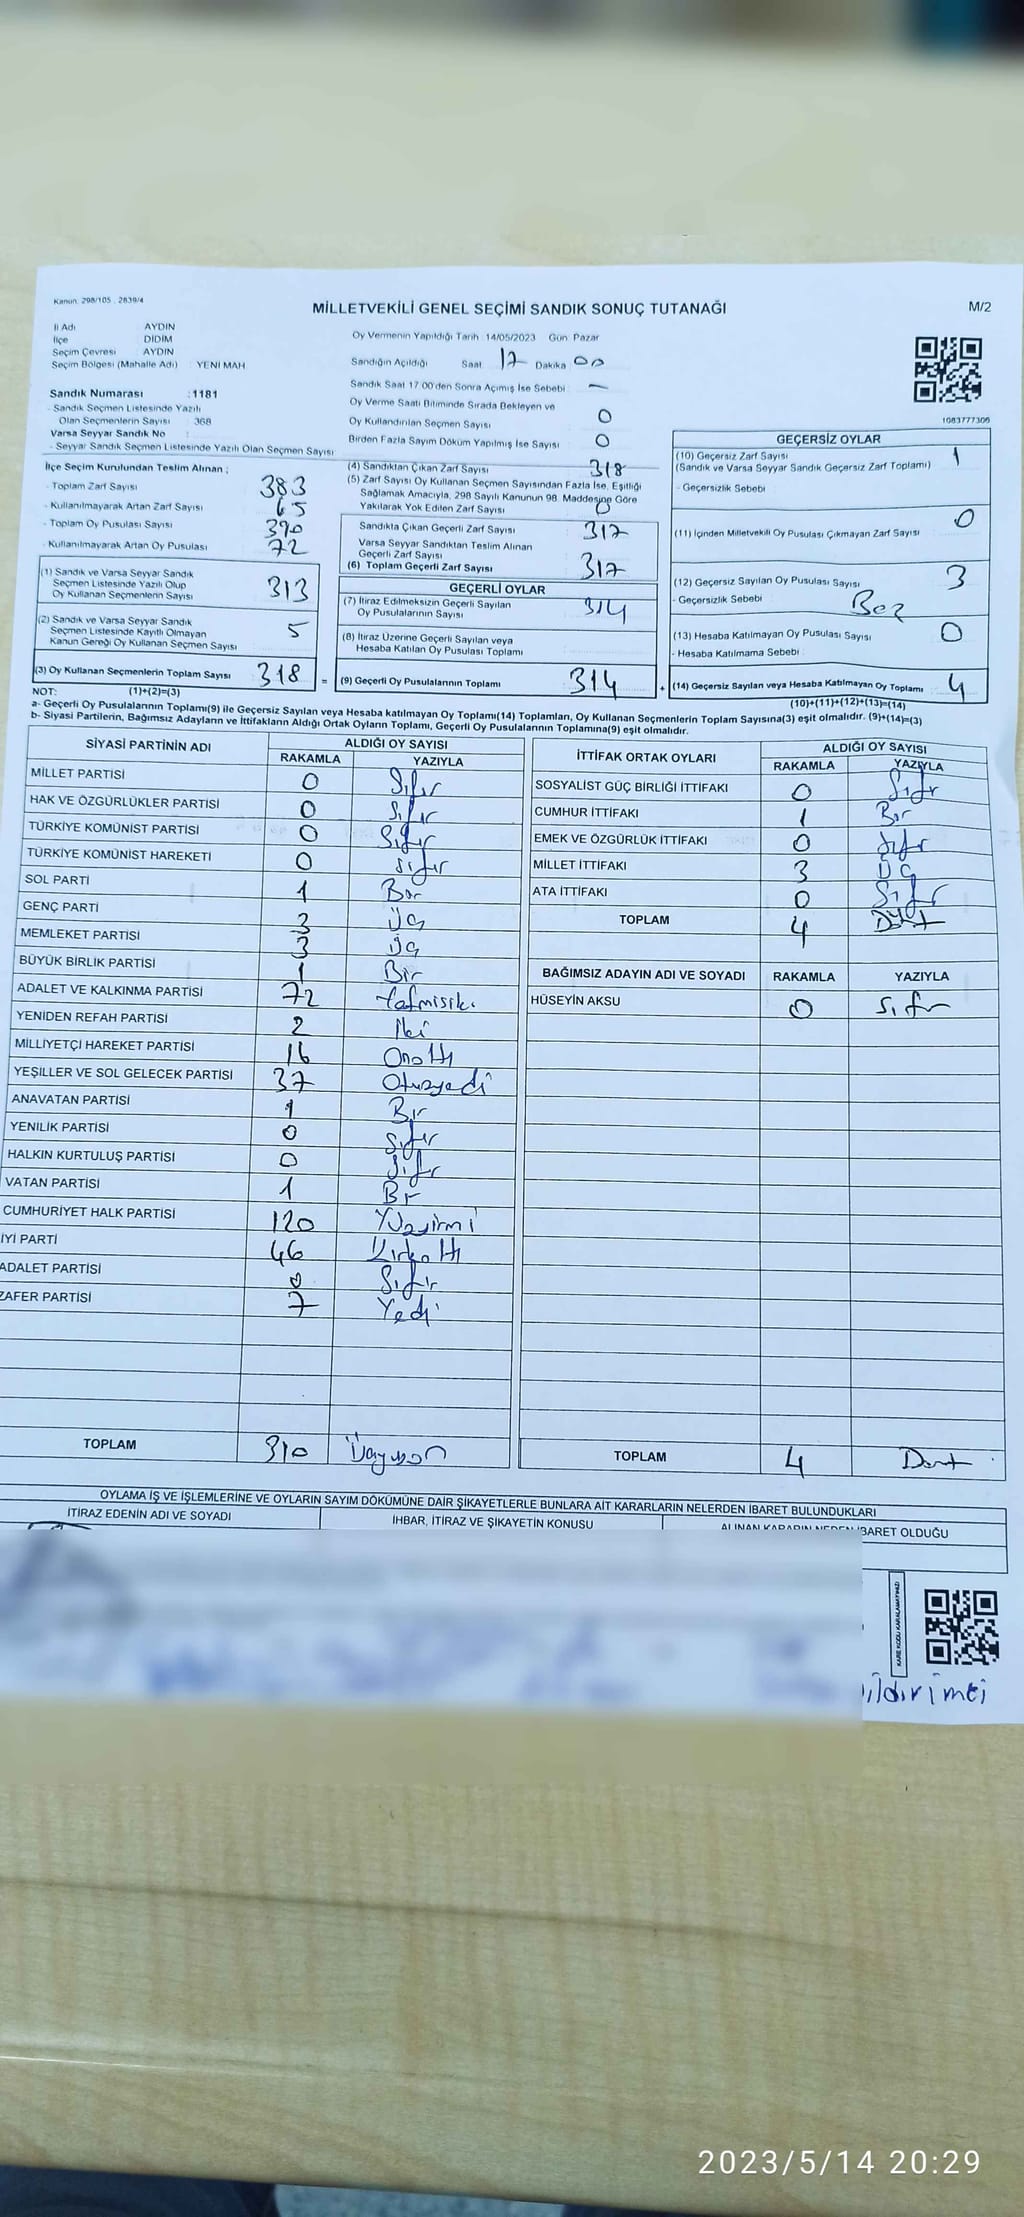 Kanun. 298/105 , 2839/4
MİLLETVEKİLİ GENEL SEÇİMİ SANDIK SONUÇ TUTANAĞI
M/2
İl Adı AYDIN
İlçe DİDİM
Seçim Çevresi AYDIN
Seçim Bölgesi (Mahalle Adı) : YENİ MAH
Sandık Numarası :1181
- Sandık Seçmen Listesinde Yazılı
Olan Seçmenlerin Sayısı : 368
Varsa Seyyar Sandık No :
- Seyyar Sandık Seçmen Listesinde Yazılı Olan Seçmen Sayısı
Oy Vermenin Yapıldığı Tarih 14/05/2023 Gün: Pazar
Sandığın Açıldığı Saat 17 Dakika 00
Sandık Saat 17.00'den Sonra Açımış İse Sebebi : —
Oy Verme Saati Bitiminde Sırada Bekleyen ve
Oy Kullandırılan Seçmen Sayısı 0
Birden Fazla Sayım Döküm Yapılmış İse Sayısı 0
1083777306
İlçe Seçim Kurulundan Teslim Alınan ;
- Toplam Zarf Sayısı 383
- Kullanılmayarak Artan Zarf Sayısı 65
- Toplam Oy Pusulası Sayısı 390
- Kullanılmayarak Artan Oy Pusulası 72
(1) Sandık ve Varsa Seyyar Sandık
Seçmen Listesinde Yazılı Olup
Oy Kullanan Seçmenlerin Sayısı 313
(2) Sandık ve Varsa Seyyar Sandık
Seçmen Listesinde Kayıtlı Olmayan
Kanun Gereği Oy Kullanan Seçmen Sayısı 5
(3) Oy Kullanan Seçmenlerin Toplam Sayısı 318 =
(4) Sandıktan Çıkan Zarf Sayısı 318
(5) Zarf Sayısı Oy Kullanan Seçmen Sayısından Fazla İse, Eşitliği
Sağlamak Amacıyla, 298 Sayılı Kanunun 98. Maddesine Göre
Yakılarak Yok Edilen Zarf Sayısı 0
Sandıkta Çıkan Geçerli Zarf Sayısı 317
Varsa Seyyar Sandıktan Teslim Alınan
Geçerli Zarf Sayısı
(6) Toplam Geçerli Zarf Sayısı 317
GEÇERLİ OYLAR
(7) İtiraz Edilmeksizin Geçerli Sayılan
Oy Pusulalarının Sayısı 314
(8) İtiraz Üzerine Geçerli Sayılan veya
Hesaba Katılan Oy Pusulası Toplamı
(9) Geçerli Oy Pusulalarının Toplamı 314 +
GEÇERSİZ OYLAR
(10) Geçersiz Zarf Sayısı 1
(Sandık ve Varsa Seyyar Sandık Geçersiz Zarf Toplamı)
- Geçersizlik Sebebi
(11) İçinden Milletvekili Oy Pusulası Çıkmayan Zarf Sayısı 0
(12) Geçersiz Sayılan Oy Pusulası Sayısı 3
- Geçersizlik Sebebi
(13) Hesaba Katılmayan Oy Pusulası Sayısı 0
- Hesaba Katılmama Sebebi
(14) Geçersiz Sayılan veya Hesaba Katılmayan Oy Toplamı 4
NOT: (1)+(2)=(3)
(10)+(11)+(12)+(13)=(14)
a- Geçerli Oy Pusulalarının Toplamı(9) ile Geçersiz Sayılan veya Hesaba katılmayan Oy Toplamı(14) Toplamları, Oy Kullanan Seçmenlerin Toplam Sayısına(3) eşit olmalıdır. (9)+(14)=(3)
b- Siyasi Partilerin, Bağımsız Adayların ve İttifakların Aldığı Ortak Oyların Toplamı, Geçerli Oy Pusulalarının Toplamına(9) eşit olmalıdır.
SİYASİ PARTİNİN ADI
ALDIĞI OY SAYISI
RAKAMLA YAZIYLA
MİLLET PARTİSİ 0 Sıfır
HAK VE ÖZGÜRLÜKLER PARTİSİ 0 Sıfır
TÜRKİYE KOMÜNİST PARTİSİ 0 Sıfır
TÜRKİYE KOMÜNİST HAREKETİ 0 Sıfır
SOL PARTİ 1 Bir
GENÇ PARTİ 3 Üç
MEMLEKET PARTİSİ 3 Üç
BÜYÜK BİRLİK PARTİSİ 1 Bir
ADALET VE KALKINMA PARTİSİ 72
YENİDEN REFAH PARTİSİ 2 İki
MİLLİYETÇİ HAREKET PARTİSİ 16 Onaltı
YEŞİLLER VE SOL GELECEK PARTİSİ 37 Otuzyedi
ANAVATAN PARTİSİ 1 Bir
YENİLİK PARTİSİ 0 Sıfır
HALKIN KURTULUŞ PARTİSİ 0 Sıfır
VATAN PARTİSİ 1 Bir
CUMHURİYET HALK PARTİSİ 120 Yüzyirmi
İYİ PARTİ 46 Kırkaltı
ADALET PARTİSİ 0 Sıfır
ZAFER PARTİSİ 7 Yedi
TOPLAM 310 Üçyüzon
İTTİFAK ORTAK OYLARI
ALDIĞI OY SAYISI
RAKAMLA YAZIYLA
SOSYALİST GÜÇ BİRLİĞİ İTTİFAKI 0 Sıfır
CUMHUR İTTİFAKI 1 Bir
EMEK VE ÖZGÜRLÜK İTTİFAKI 0 Sıfır
MİLLET İTTİFAKI 3 Üç
ATA İTTİFAKI 0 Sıfır
TOPLAM 4 Dört
BAĞIMSIZ ADAYIN ADI VE SOYADI RAKAMLA YAZIYLA
HÜSEYİN AKSU 0 Sıfır
TOPLAM 4 Dört
OYLAMA İŞ VE İŞLEMLERİNE VE OYLARIN SAYIM DÖKÜMÜNE DAİR ŞİKAYETLERLE BUNLARA AİT KARARLARIN NELERDEN İBARET BULUNDUKLARI
İTİRAZ EDENİN ADI VE SOYADI İHBAR, İTİRAZ VE ŞİKAYETİN KONUSU ALINAN KARARIN NEDEN İBARET OLDUĞU
KARE KODU KARALAMAYINIZ!
2023/5/14 20:29